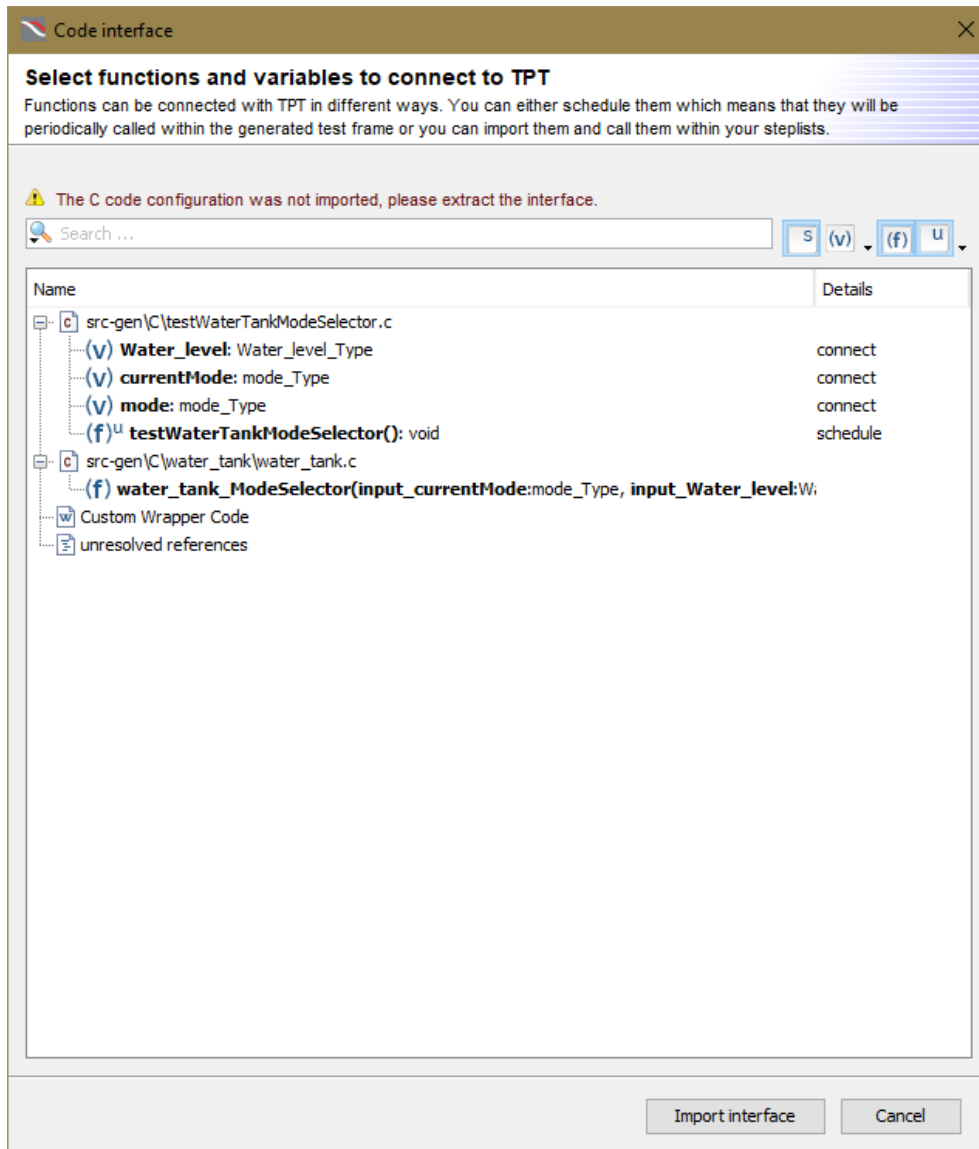 Code interface
Select functions and variables to connect to TPT
Functions can be connected with TPT in different ways. You can either schedule them which means that they will be
periodically called within the generated test frame or you can import them and call them within your steplists.
The C code configuration was not imported, please extract the interface.
Search ...
s (v) (f) u
Name Details
c src-gen\C\testWaterTankModeSelector.c
(v) Water_level: Water_level_Type connect
(v) currentMode: mode_Type connect
(v) mode: mode_Type connect
(f)u testWaterTankModeSelector(): void schedule
c src-gen\C\water_tank\water_tank.c
(f) water_tank_ModeSelector(input_currentMode:mode_Type, input_Water_level:Wa
w Custom Wrapper Code
unresolved references
Import interface Cancel